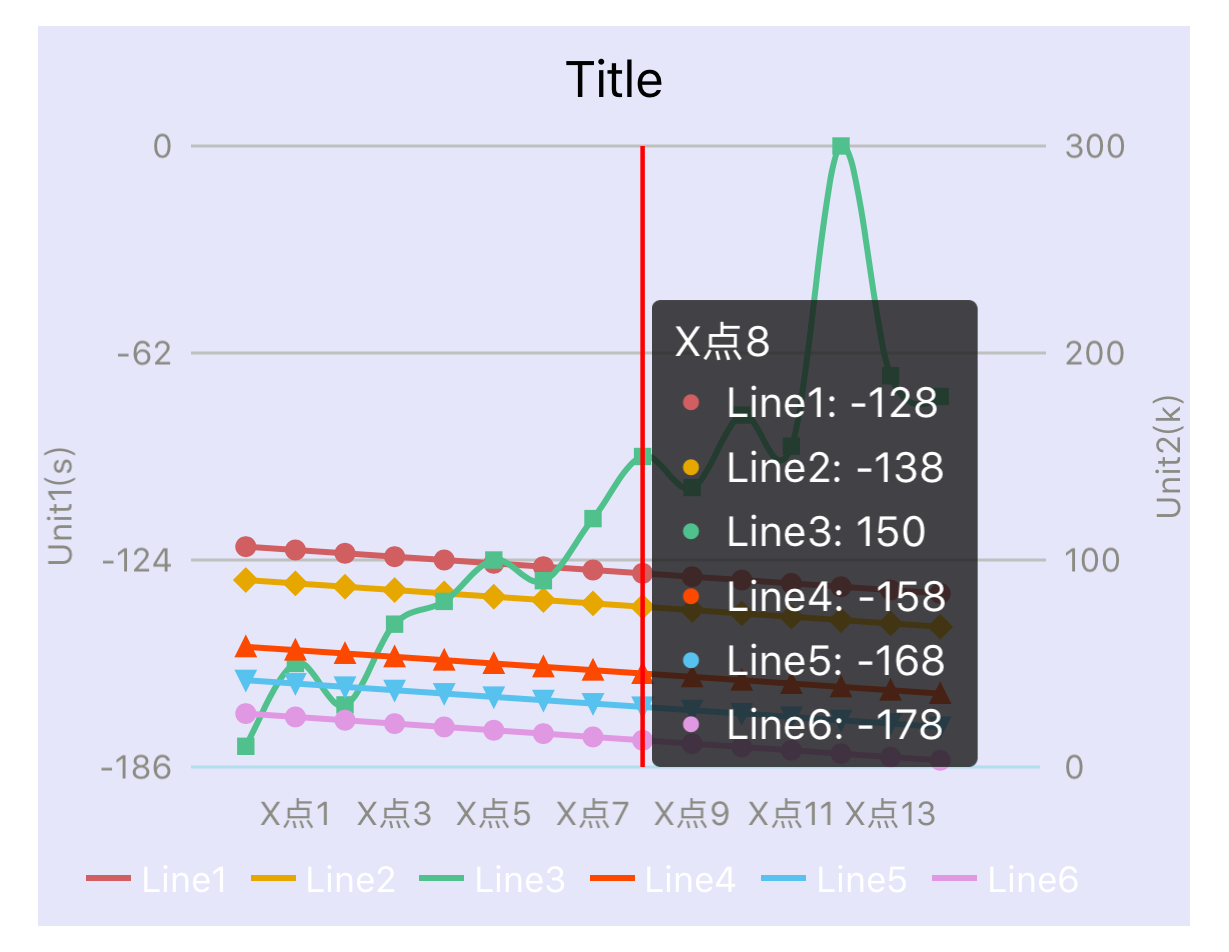 Title
0
300
-62
200
-124
100
-186
0
Unit1(s)
Unit2(k)
X点8
Line1: -128
Line2: -138
Line3: 150
Line4: -158
Line5: -168
Line6: -178
X点1 X点3 X点5 X点7 X点9 X点11 X点13
Line1 Line2 Line3 Line4 Line5 Line6